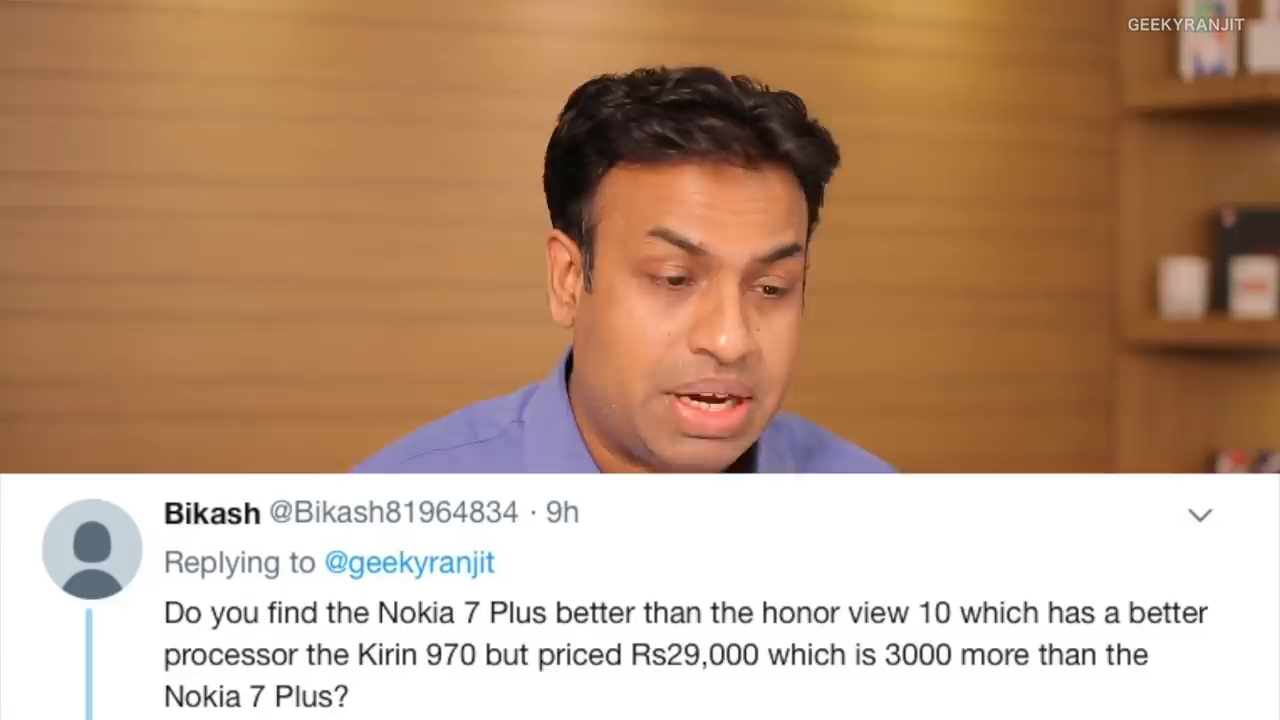 GEEKYRANJIT
Bikash @Bikash81964834 · 9h
Replying to @geekyranjit
Do you find the Nokia 7 Plus better than the honor view 10 which has a better
processor the Kirin 970 but priced Rs29,000 which is 3000 more than the
Nokia 7 Plus?